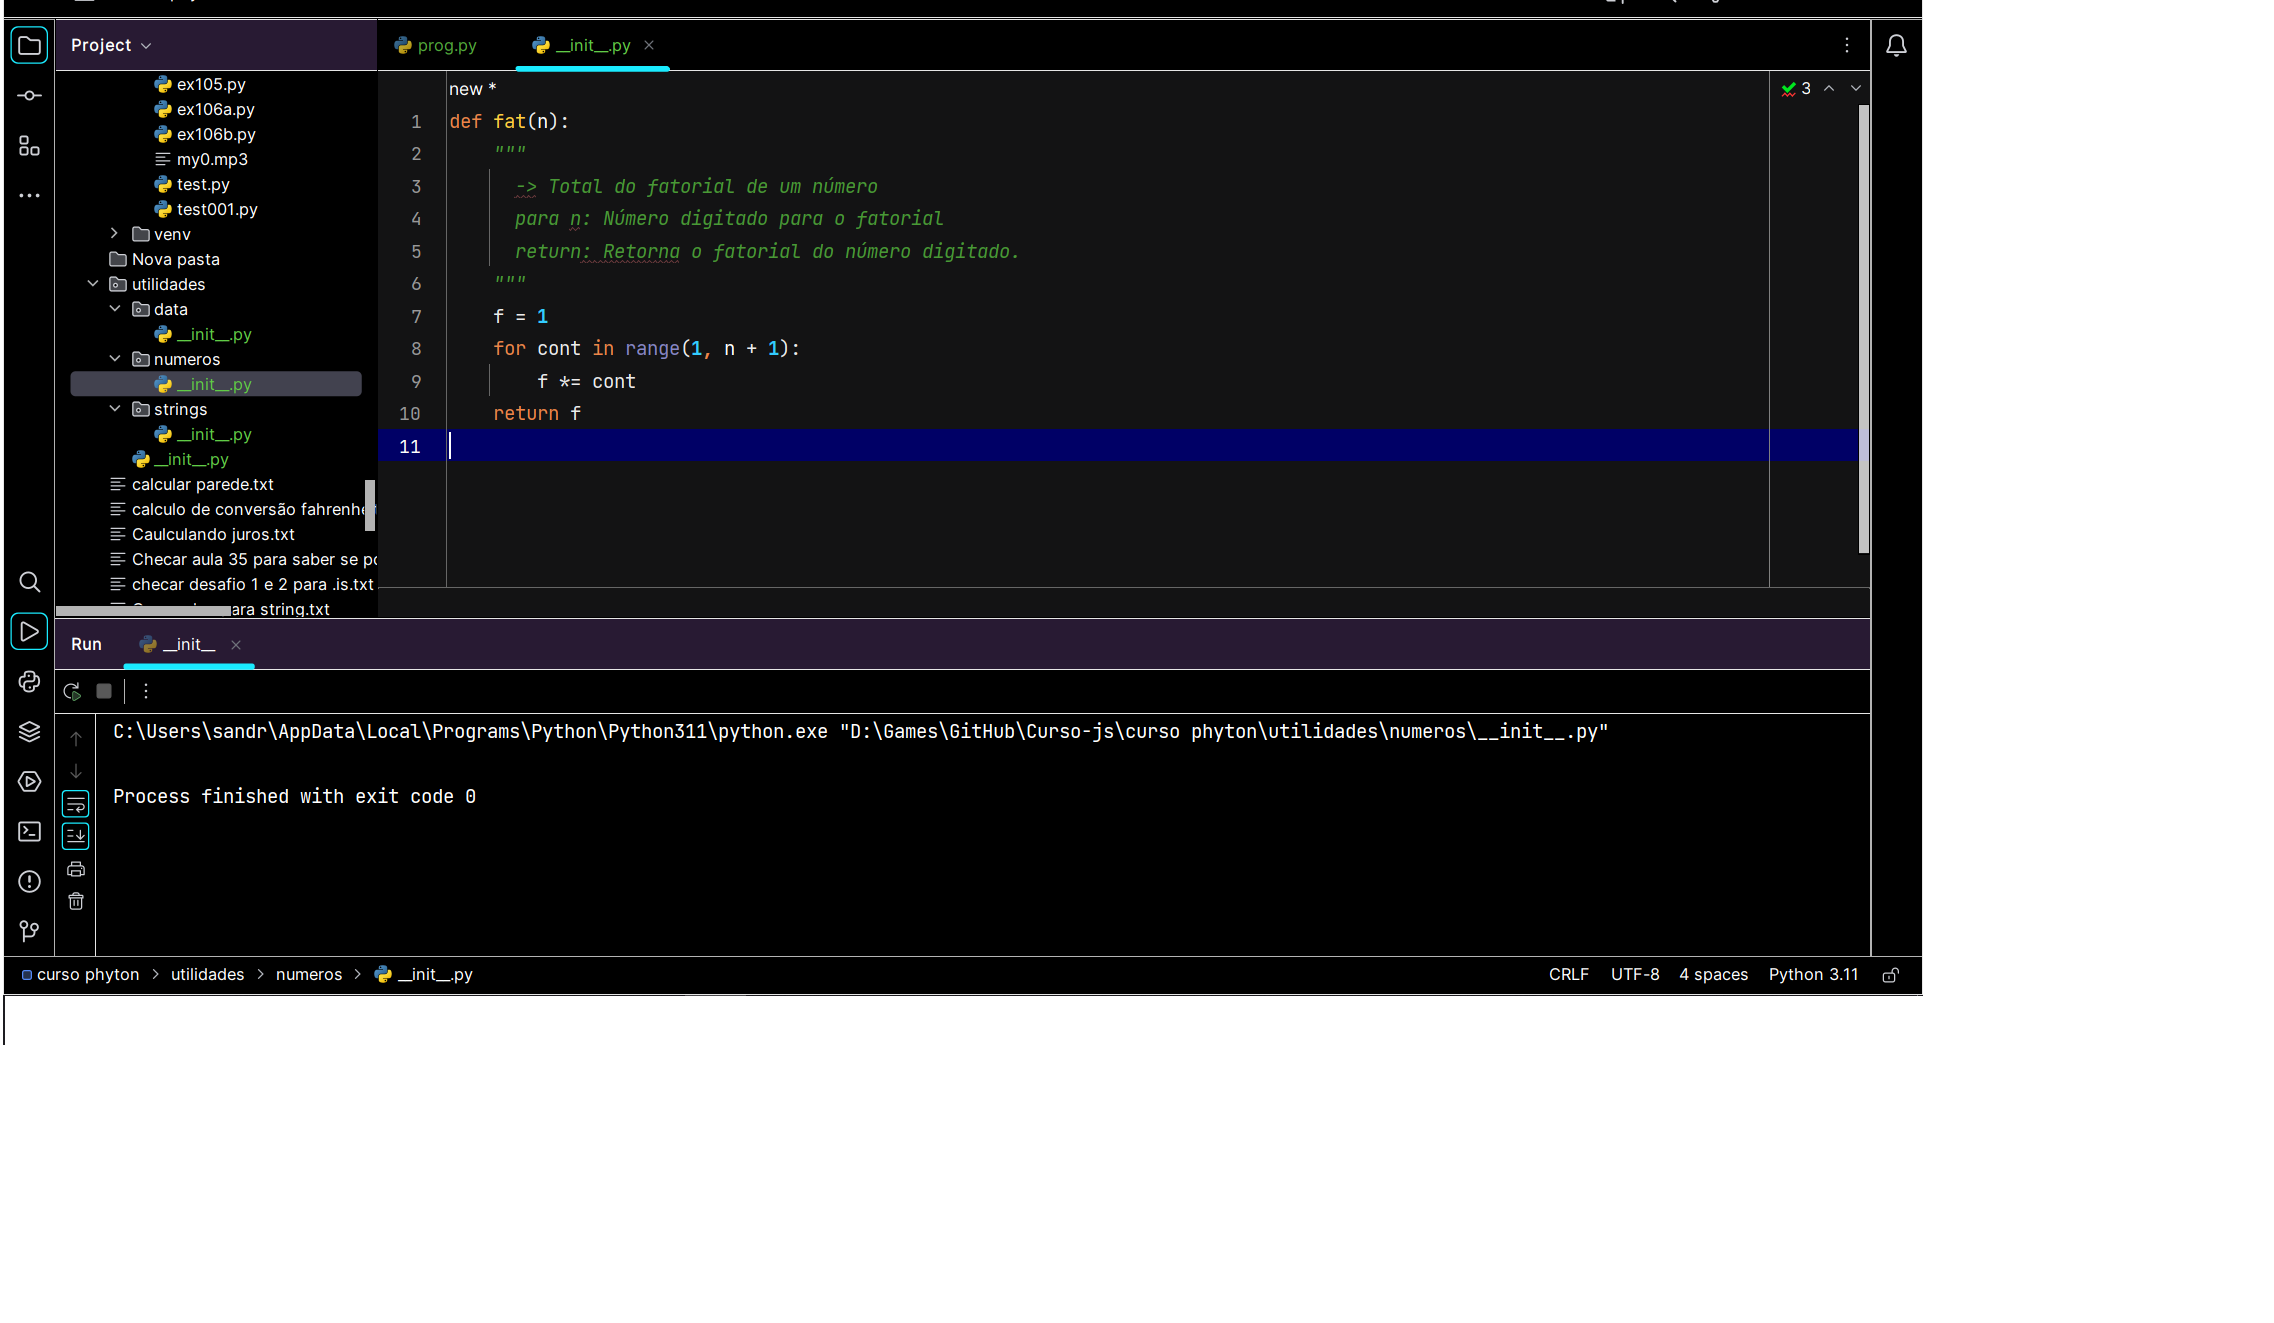 Project
prog.py
__init__.py
ex105.py
ex106a.py
ex106b.py
my0.mp3
test.py
test001.py
venv
Nova pasta
utilidades
data
__init__.py
numeros
__init__.py
strings
__init__.py
__init__.py
calcular parede.txt
calculo de conversão
Caulculando juros.txt
Checar aula 35 para saber se
checar desafio 1 e 2 para .is.txt
string.txt
new *
3
1 def fat(n):
2 """
3 -> Total do fatorial de um número
4 para n: Número digitado para o fatorial
5 return: Retorna o fatorial do número digitado.
6 """
7 f = 1
8 for cont in range(1, n + 1):
9 f *= cont
10 return f
11
Run
__init__
C:\Users\sandr\AppData\Local\Programs\Python\Python311\python.exe "D:\Games\GitHub\Curso-js\curso phyton\utilidades\numeros\__init__.py"
Process finished with exit code 0
curso phyton > utilidades > numeros > __init__.py
CRLF UTF-8 4 spaces Python 3.11